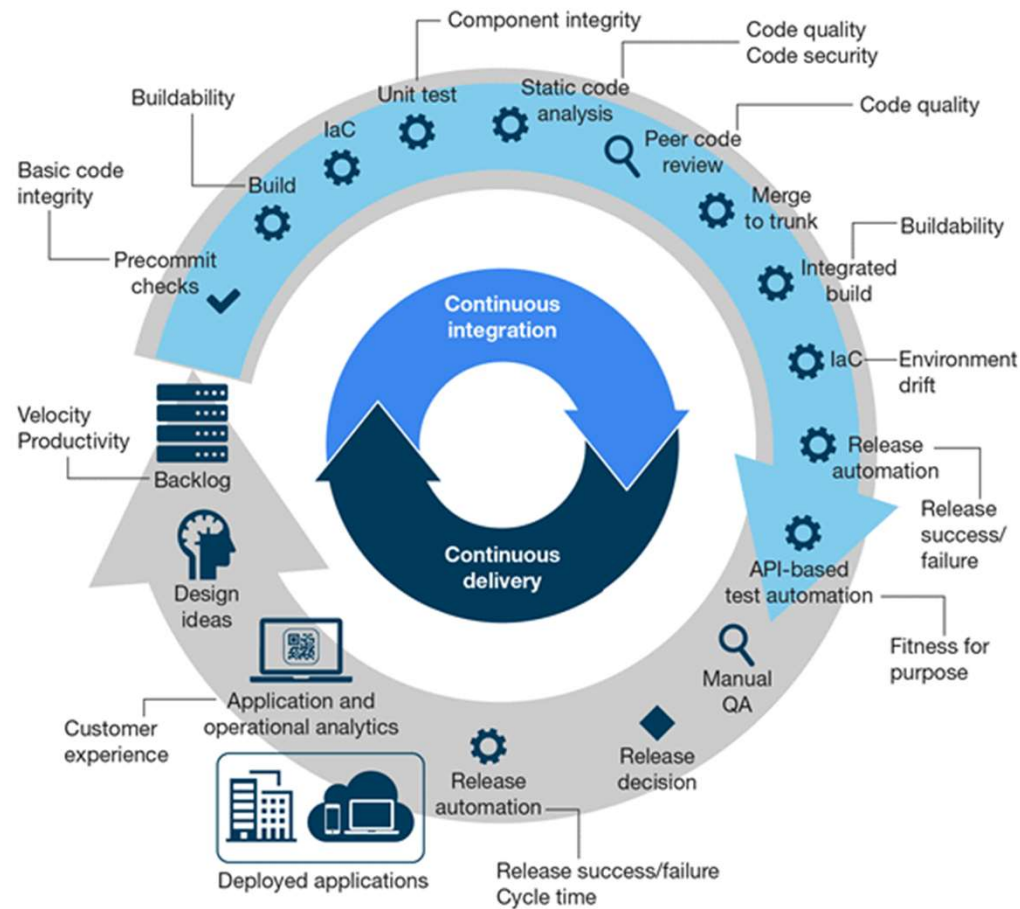 Component integrity
Code quality
Code security
Buildability
Unit test
Static code
analysis
Code quality
IaC
Peer code
review
Basic code
integrity
Build
Merge
to trunk
Buildability
Precommit
checks
Integrated
build
Continuous
integration
IaC
Environment
drift
Velocity
Productivity
Backlog
Release
automation
Release
success/
failure
Continuous
delivery
API-based
test automation
Design
ideas
Fitness for
purpose
Manual
QA
Application and
operational analytics
Customer
experience
Release
decision
Release
automation
Deployed applications
Release success/failure
Cycle time